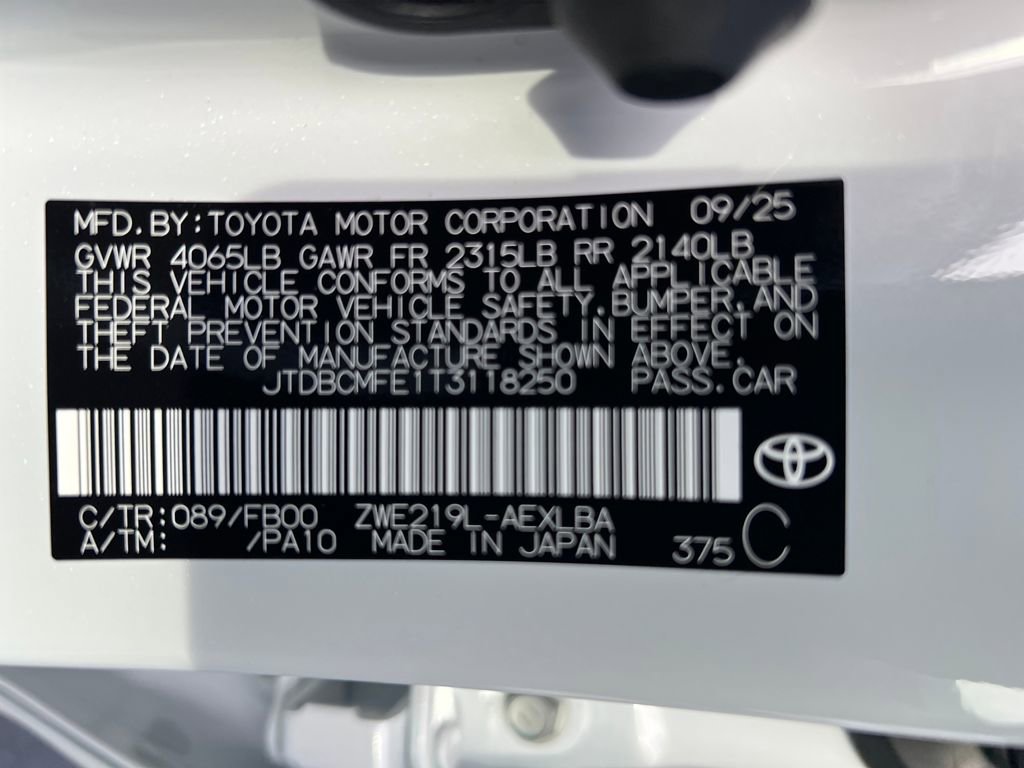 MFD.BY:TOYOTA MOTOR CORPORATION 09/25
GVWR 4065LB GAWR FR 2315LB RR 2140LB
THIS VEHICLE CONFORMS TO ALL APPLICABLE
FEDERAL MOTOR VEHICLE SAFETY,BUMPER,AND
THEFT PREVENTION STANDARDS IN EFFECT ON
THE DATE OF MANUFACTURE SHOWN ABOVE.
JTDBCMFE1T3118250 PASS.CAR
C/TR:089/FB00 ZWE219L-AEXLBA
A/TM: /PA10 MADE IN JAPAN 375 C